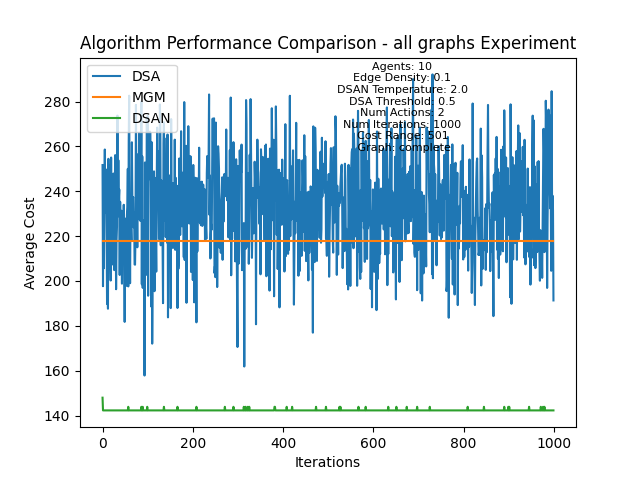 Algorithm Performance Comparison - all graphs Experiment
DSA
MGM
DSAN
Agents: 10
Edge Density: 0.1
DSAN Temperature: 2.0
DSA Threshold: 0.5
Num Actions: 2
Num Iterations: 1000
Cost Range: 501
Graph: complete
Average Cost
280
260
240
220
200
180
160
140
0
200
400
600
800
1000
Iterations